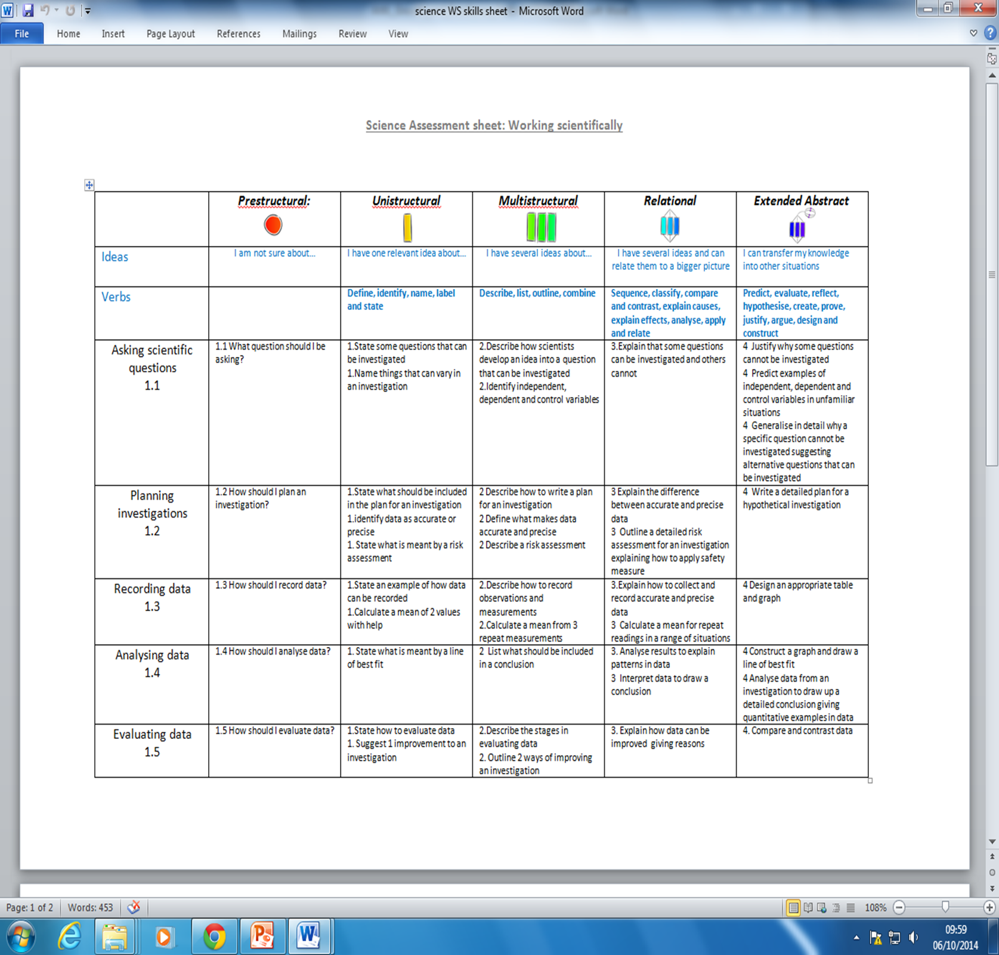 science WS skills sheet - Microsoft Word
File Home Insert Page Layout References Mailings Review View
Science Assessment sheet: Working scientifically
Prestructural:
Unistructural
Multistructural
Relational
Extended Abstract
Ideas
I am not sure about...
I have one relevant idea about...
I have several ideas about...
I have several ideas and can
relate them to a bigger picture
I can transfer my knowledge
into other situations
Verbs
Define, identify, name, label
and state
Describe, list, outline, combine
Sequence, classify, compare
and contrast, explain causes,
explain effects, analyse, apply
and relate
Predict, evaluate, reflect,
hypothesise, create, prove,
justify, argue, design and
construct
Asking scientific
questions
1.1
1.1 What question should I be
asking?
1.State some questions that can
be investigated
1.Name things that can vary in
an investigation
2.Describe how scientists
develop an idea into a question
that can be investigated
2.Identify independent,
dependent and control variables
3.Explain that some questions
can be investigated and others
cannot
4 Justify why some questions
cannot be investigated
4 Predict examples of
independent, dependent and
control variables in unfamiliar
situations
4 Generalise in detail why a
specific question cannot be
investigated suggesting
alternative questions that can
be investigated
Planning
investigations
1.2
1.2 How should I plan an
investigation?
1.State what should be included
in the plan for an investigation
1.identify data as accurate or
precise
1. State what is meant by a risk
assessment
2 Describe how to write a plan
for an investigation
2 Define what makes data
accurate and precise
2 Describe a risk assessment
3 Explain the difference
between accurate and precise
data
3 Outline a detailed risk
assessment for an investigation
explaining how to apply safety
measure
4 Write a detailed plan for a
hypothetical investigation
Recording data
1.3
1.3 How should I record data?
1.State an example of how data
can be recorded
1.Calculate a mean of 2 values
with help
2.Describe how to record
observations and
measurements
2.Calculate a mean from 3
repeat measurements
3.Explain how to collect and
record accurate and precise
data
3 Calculate a mean for repeat
readings in a range of situations
4 Design an appropriate table
and graph
Analysing data
1.4
1.4 How should I analyse data?
1. State what is meant by a line
of best fit
2 List what should be included
in a conclusion
3. Analyse results to explain
patterns in data
3 Interpret data to draw a
conclusion
4 Construct a graph and draw a
line of best fit
4 Analyse data from an
investigation to draw up a
detailed conclusion giving
quantitative examples in data
Evaluating data
1.5
1.5 How should I evaluate data?
1.State how to evaluate data
1. Suggest 1 improvement to an
investigation
2.Describe the stages in
evaluating data
2. Outline 2 ways of improving
an investigation
3. Explain how data can be
improved giving reasons
4. Compare and contrast data
Page: 1 of 2 Words: 453 108%
09:59
06/10/2014